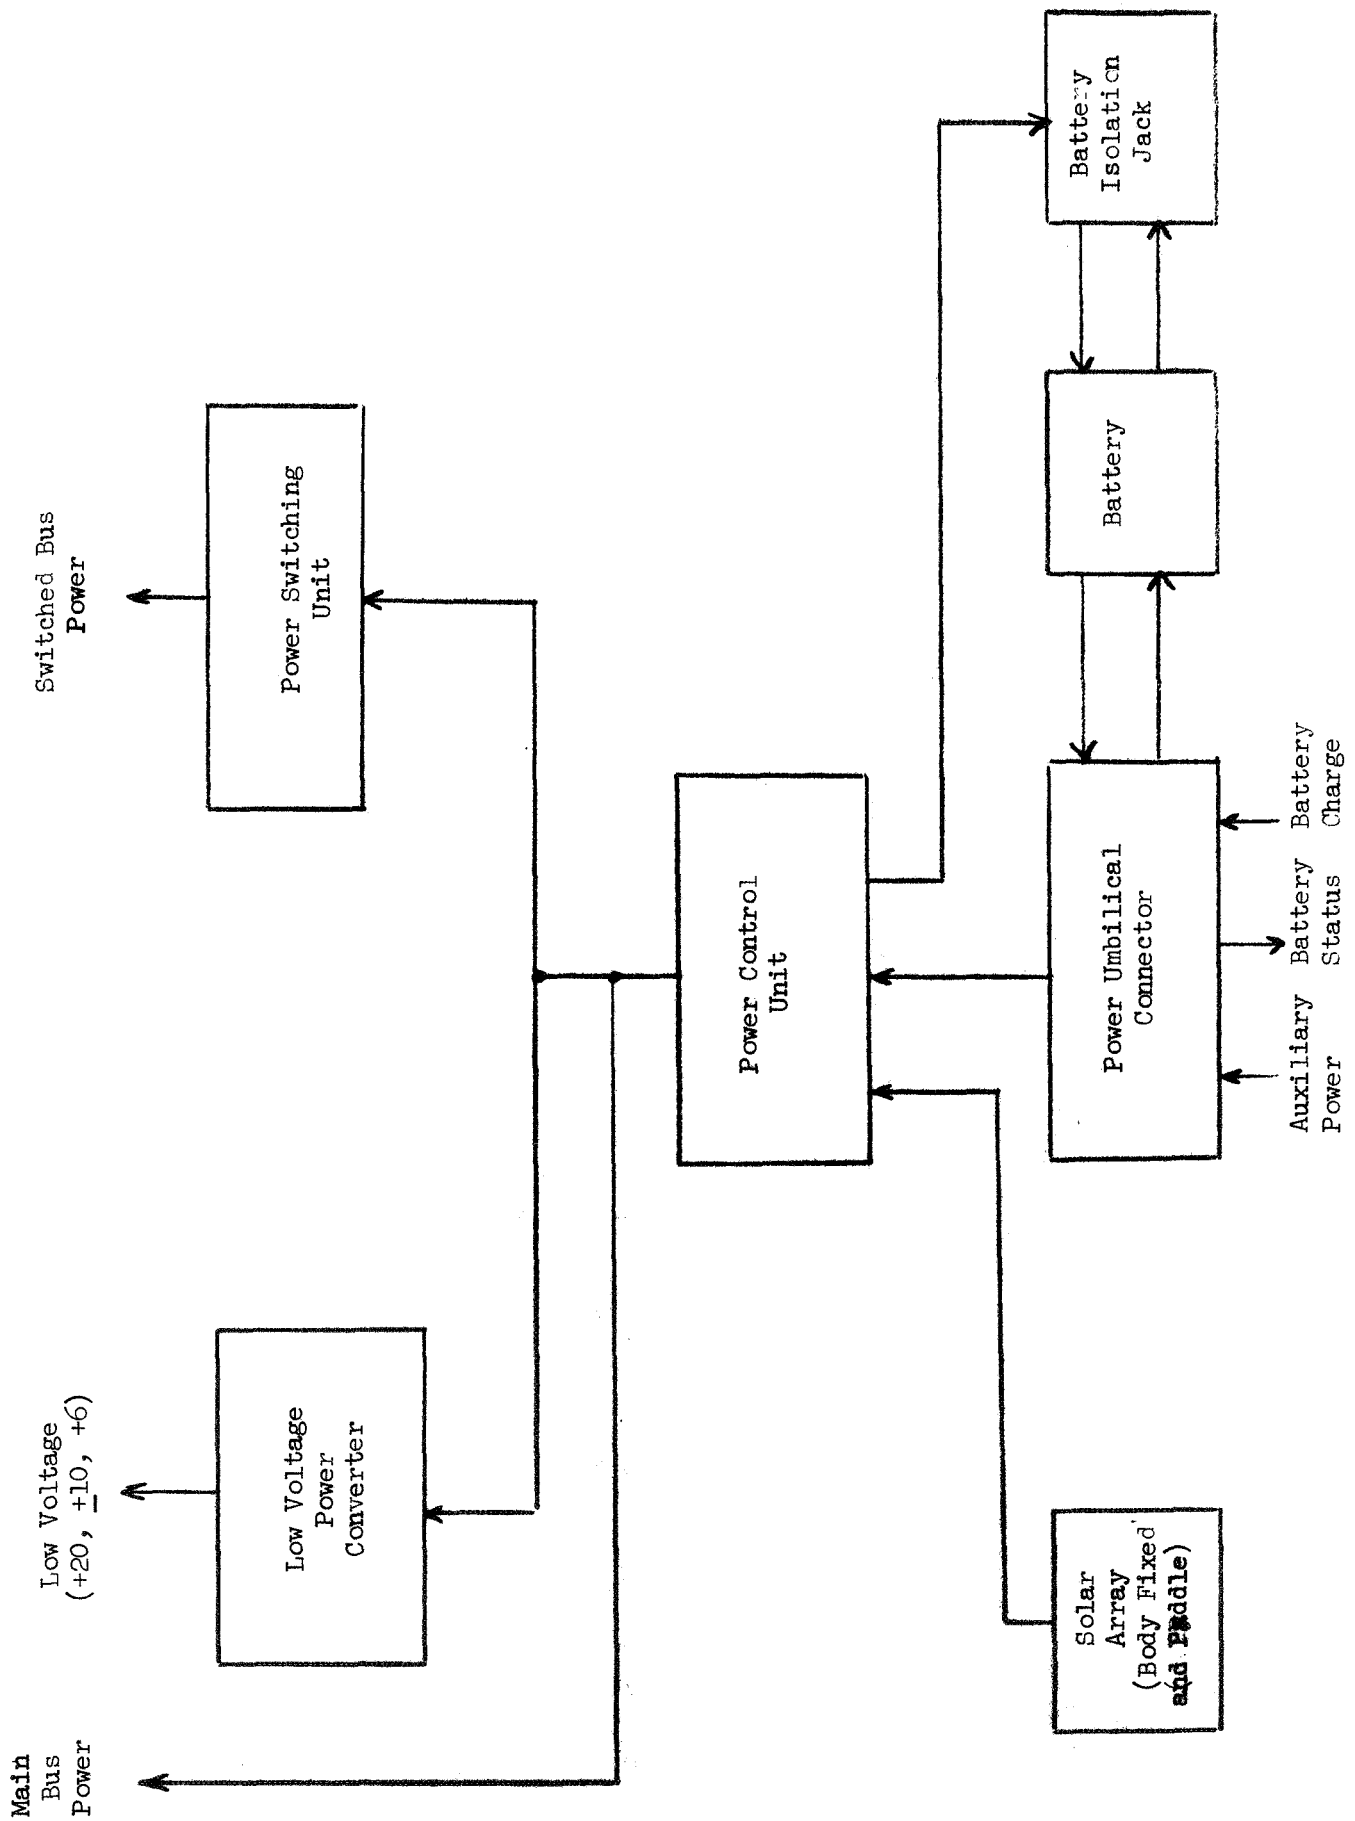 Main
Bus
Power
Low Voltage
(+20, ±10, +6)
Switched Bus
Power
Low Voltage
Power
Converter
Power Switching
Unit
Power Control
Unit
Solar
Array
(Body Fixed
and Paddle)
Power Umbilical
Connector
Battery
Battery
Isolation
Jack
Auxiliary
Power
Battery
Status
Battery
Charge